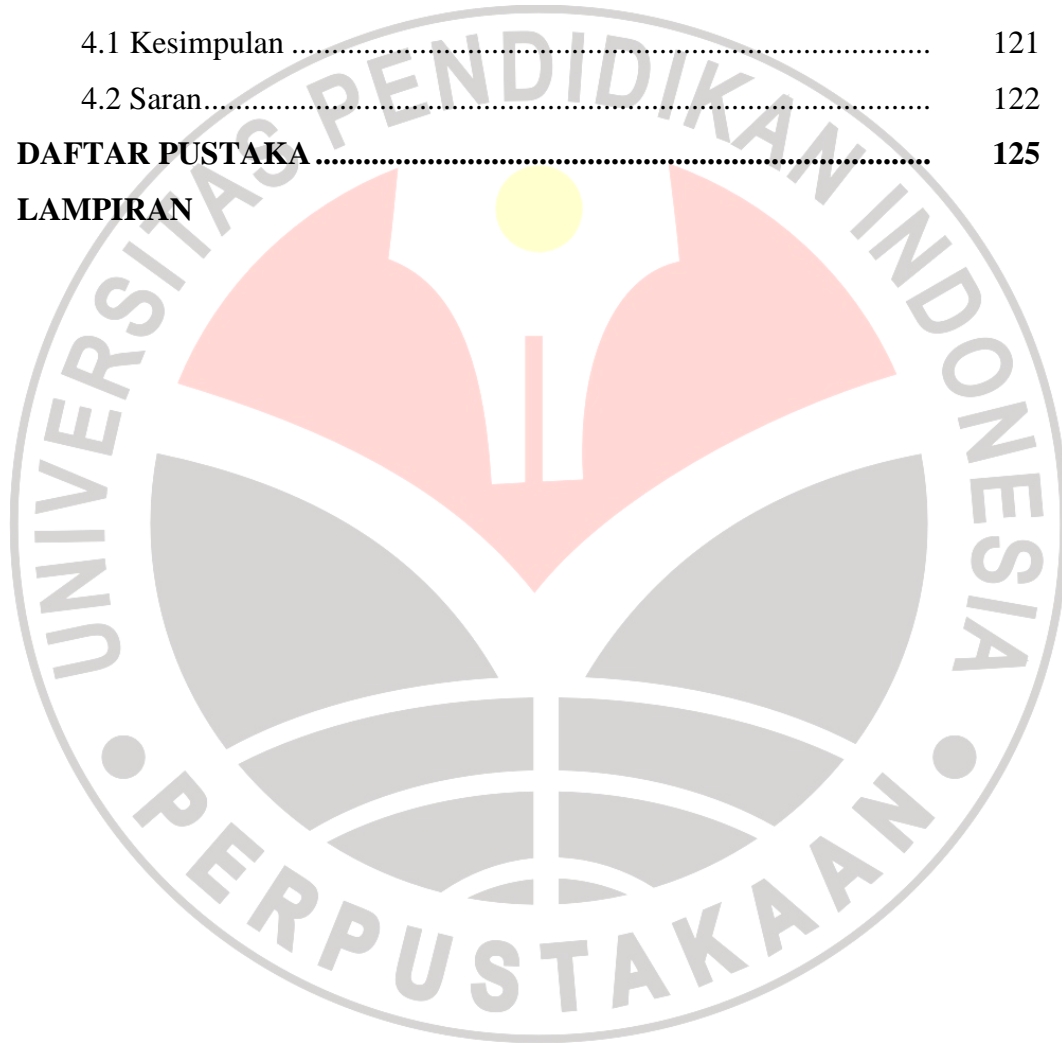 4.1 Kesimpulan ................................................................................ 121
4.2 Saran........................................................................................... 122
DAFTAR PUSTAKA ............................................................................. 125
LAMPIRAN
UNIVERSITAS PENDIDIKAN INDONESIA
PERPUSTAKAAN